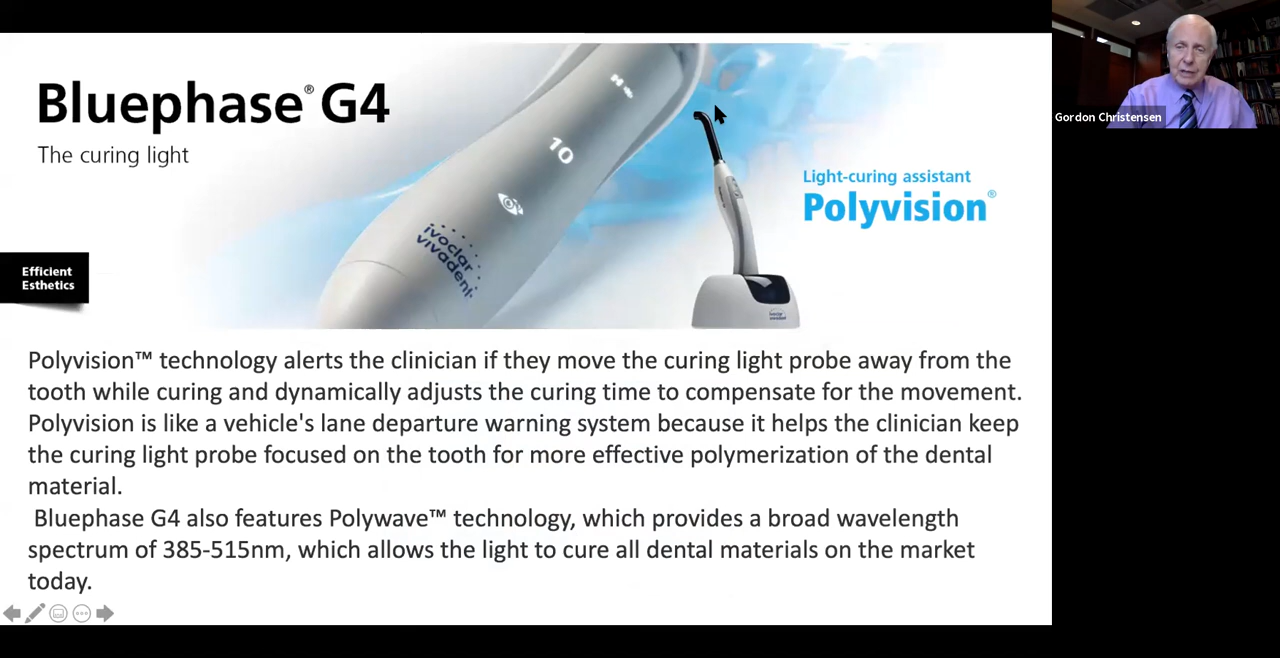 Bluephase® G4
The curing light
10
ivoclar
vivadent
Light-curing assistant
Polyvision®
Efficient
Esthetics
Gordon Christensen
Polyvision™ technology alerts the clinician if they move the curing light probe away from the
tooth while curing and dynamically adjusts the curing time to compensate for the movement.
Polyvision is like a vehicle's lane departure warning system because it helps the clinician keep
the curing light probe focused on the tooth for more effective polymerization of the dental
material.
Bluephase G4 also features Polywave™ technology, which provides a broad wavelength
spectrum of 385-515nm, which allows the light to cure all dental materials on the market
today.